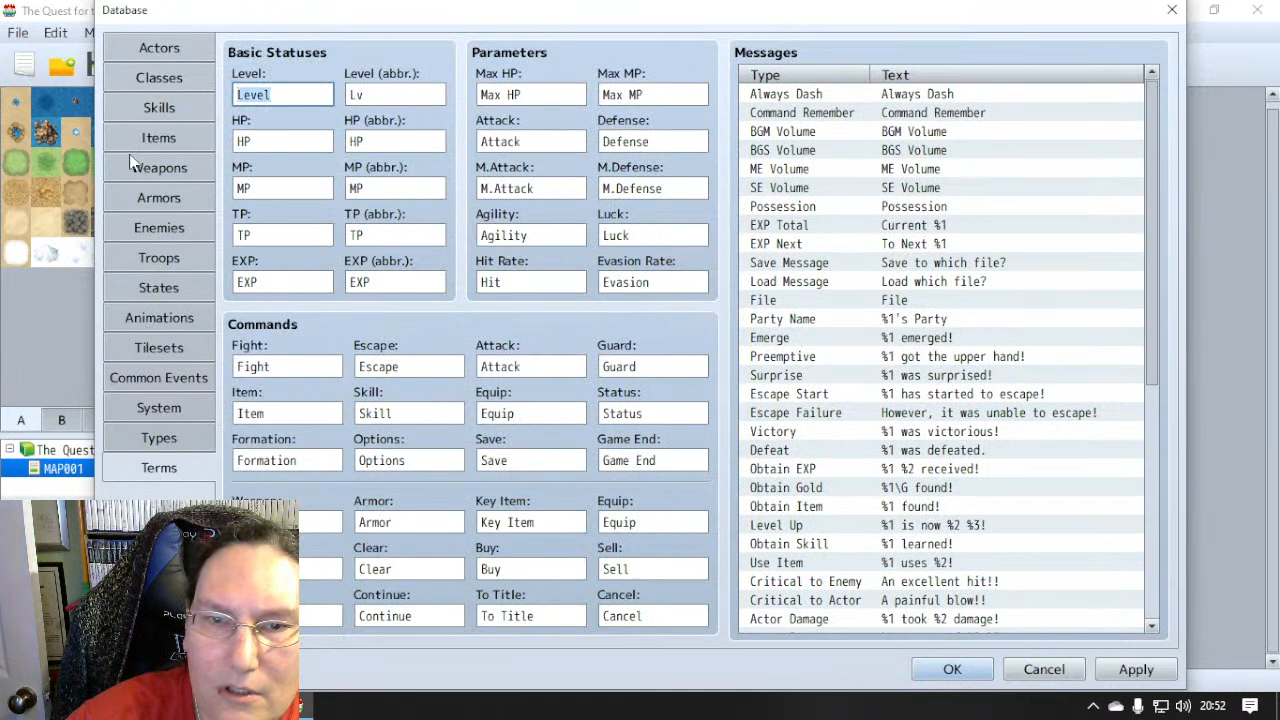 The Quest for
Database
File Edit M
Actors
Classes
Skills
Items
Weapons
Armors
Enemies
Troops
States
Animations
Tilesets
Common Events
System
Types
Terms
A B
The Quest
MAP001
Basic Statuses
Level: Level (abbr.):
Level Lv
HP: HP (abbr.):
HP HP
MP: MP (abbr.):
MP MP
TP: TP (abbr.):
TP TP
EXP: EXP (abbr.):
EXP EXP
Parameters
Max HP: Max MP:
Max HP Max MP
Attack: Defense:
Attack Defense
M.Attack: M.Defense:
M.Attack M.Defense
Agility: Luck:
Agility Luck
Hit Rate: Evasion Rate:
Hit Evasion
Commands
Fight: Escape: Attack: Guard:
Fight Escape Attack Guard
Item: Skill: Equip: Status:
Item Skill Equip Status
Formation: Options: Save: Game End:
Formation Options Save Game End
Armor: Key Item: Equip:
Armor Key Item Equip
Clear: Buy: Sell:
Clear Buy Sell
Continue: To Title: Cancel:
Continue To Title Cancel
Messages
Type Text
Always Dash Always Dash
Command Remember Command Remember
BGM Volume BGM Volume
BGS Volume BGS Volume
ME Volume ME Volume
SE Volume SE Volume
Possession Possession
EXP Total Current %1
EXP Next To Next %1
Save Message Save to which file?
Load Message Load which file?
File File
Party Name %1's Party
Emerge %1 emerged!
Preemptive %1 got the upper hand!
Surprise %1 was surprised!
Escape Start %1 has started to escape!
Escape Failure However, it was unable to escape!
Victory %1 was victorious!
Defeat %1 was defeated.
Obtain EXP %1 %2 received!
Obtain Gold %1\G found!
Obtain Item %1 found!
Level Up %1 is now %2 %3!
Obtain Skill %1 learned!
Use Item %1 uses %2!
Critical to Enemy An excellent hit!!
Critical to Actor A painful blow!!
Actor Damage %1 took %2 damage!
OK Cancel Apply
20:52